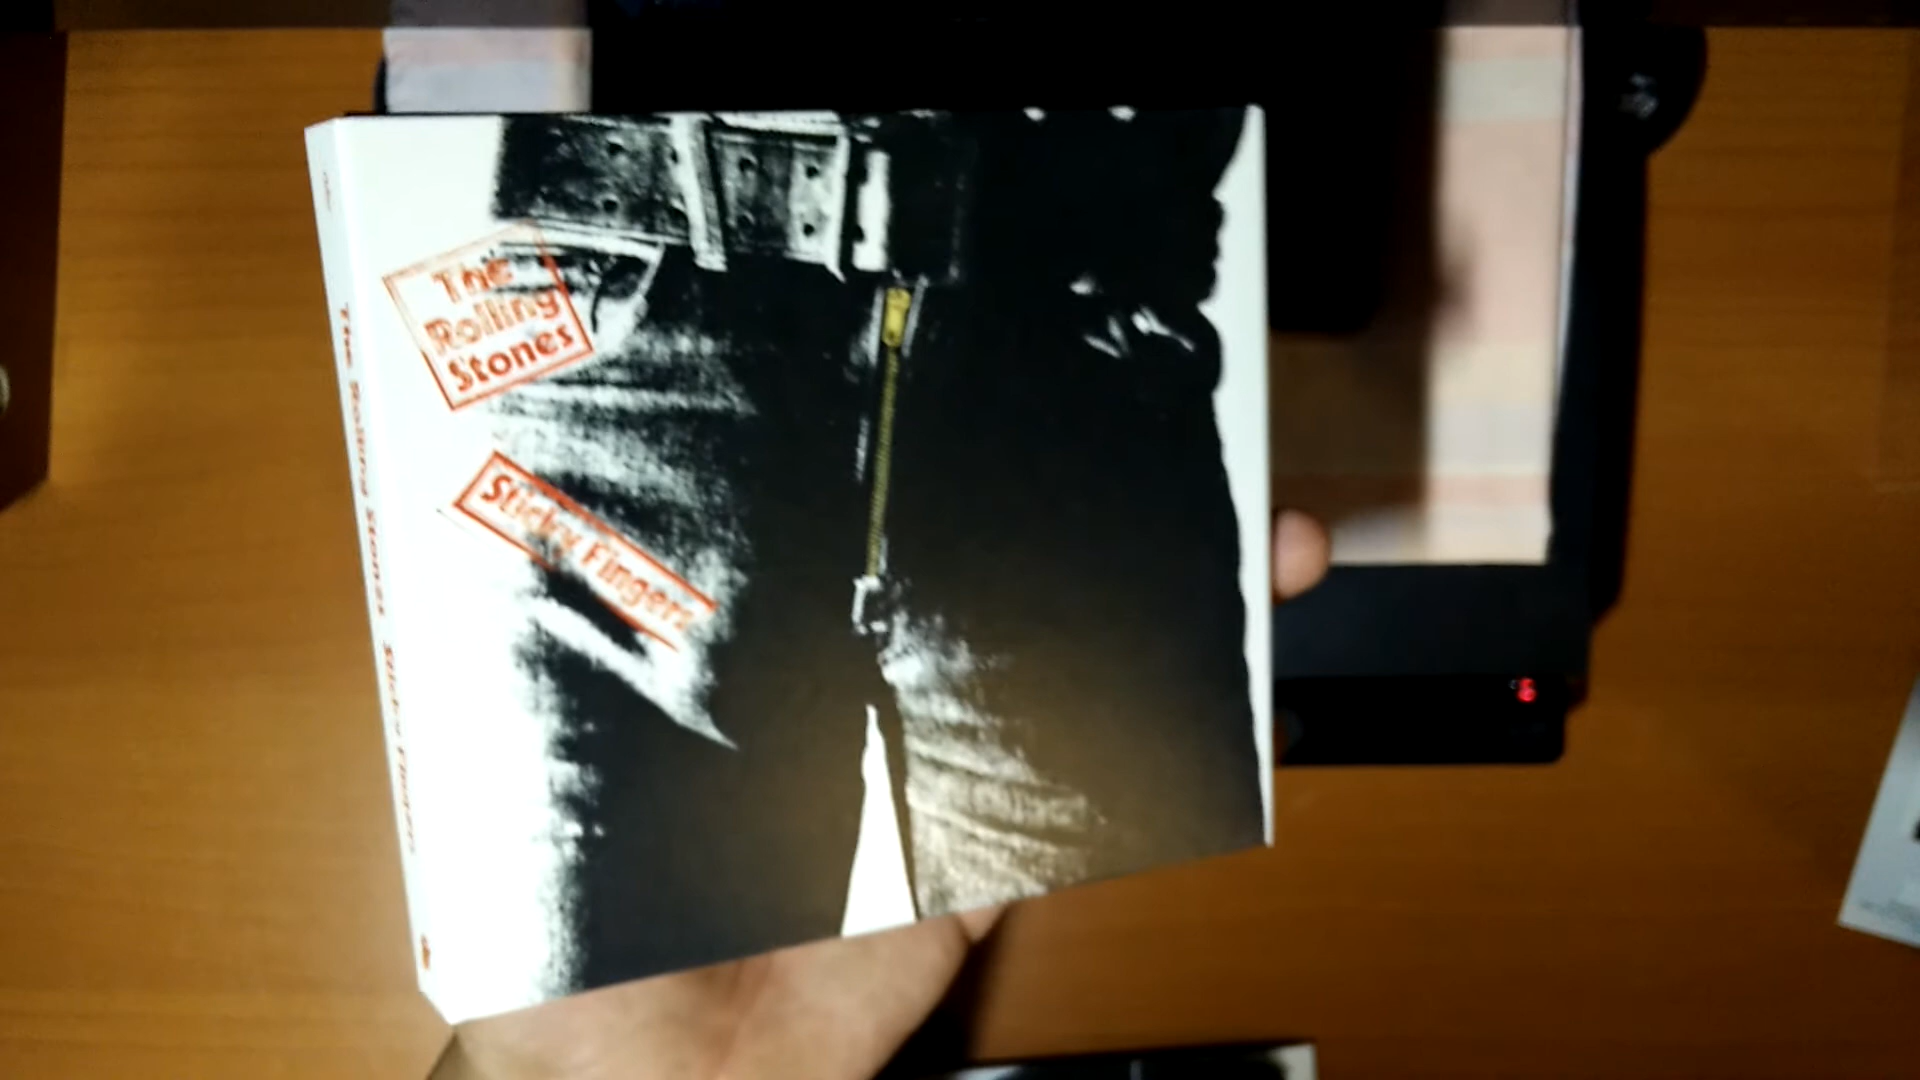 The
Rolling
Stones
Sticky Fingers
The Rolling Stones Sticky Fingers